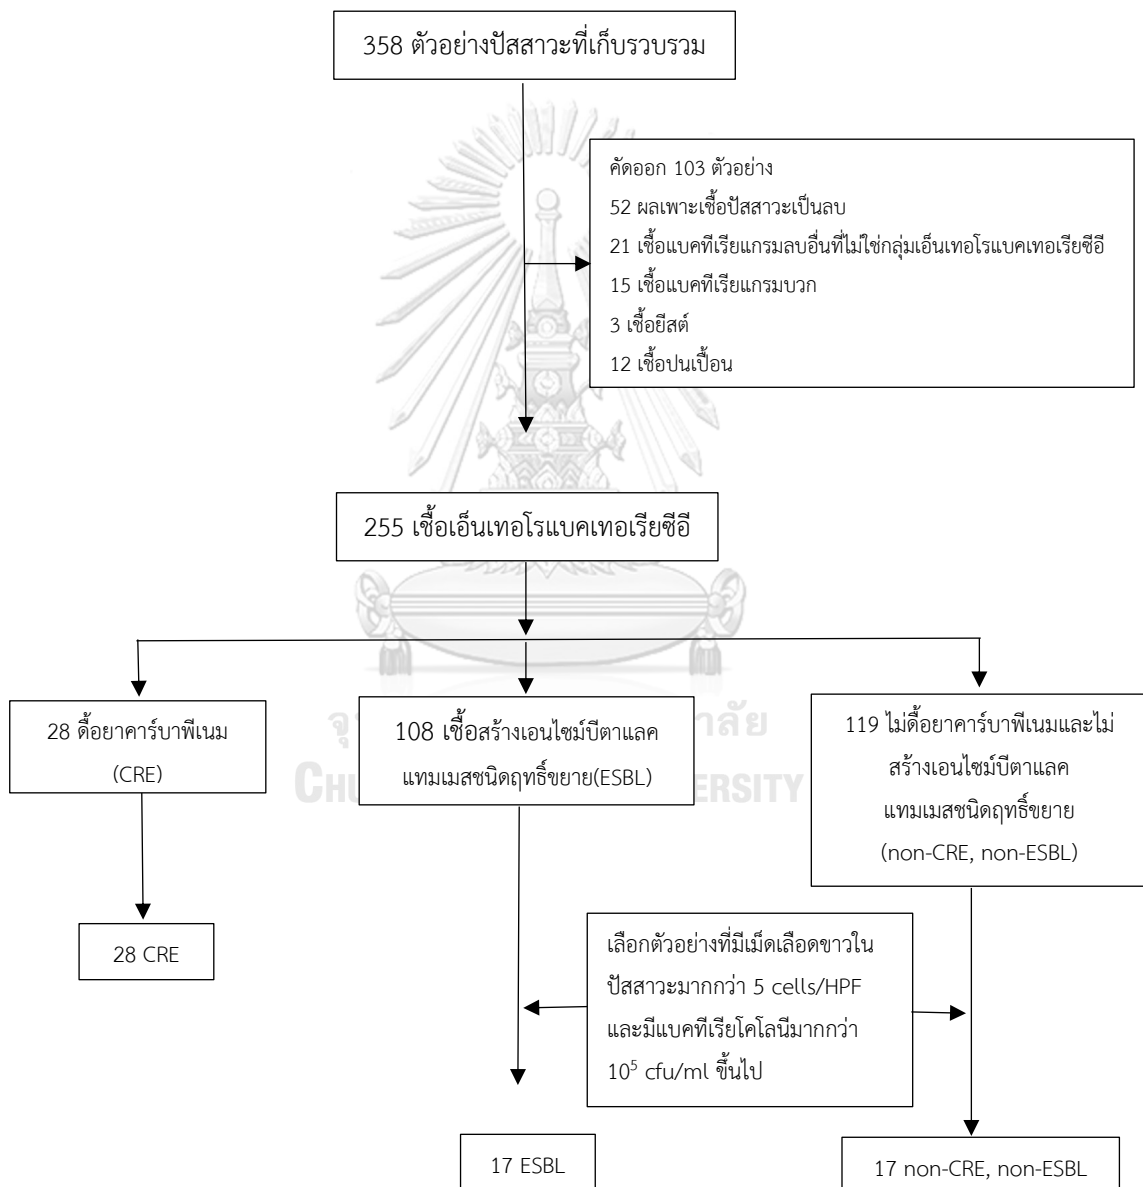 358 ตัวอย่างปัสสาวะที่เก็บรวบรวม
คัดออก 103 ตัวอย่าง
52 ผลเพาะเชื้อปัสสาวะเป็นลบ
21 เชื้อแบคทีเรียแกรมลบอื่นที่ไม่ใช่กลุ่มเอ็นเทอโรแบคเทอเรียซีอี
15 เชื้อแบคทีเรียแกรมบวก
3 เชื้อยีสต์
12 เชื้อปนเปื้อน
255 เชื้อเอ็นเทอโรแบคเทอเรียซีอี
28 ดื้อยาคาร์บาพีเนม
(CRE)
108 เชื้อสร้างเอนไซม์บีตาแลค
แทมเมสชนิดฤทธิ์ขยาย(ESBL)
119 ไม่ดื้อยาคาร์บาพีเนมและไม่
สร้างเอนไซม์บีตาแลค
แทมเมสชนิดฤทธิ์ขยาย
(non-CRE, non-ESBL)
28 CRE
เลือกตัวอย่างที่มีเม็ดเลือดขาวใน
ปัสสาวะมากกว่า 5 cells/HPF
และมีแบคทีเรียโคโลนีมากกว่า
10⁵ cfu/ml ขึ้นไป
17 ESBL
17 non-CRE, non-ESBL